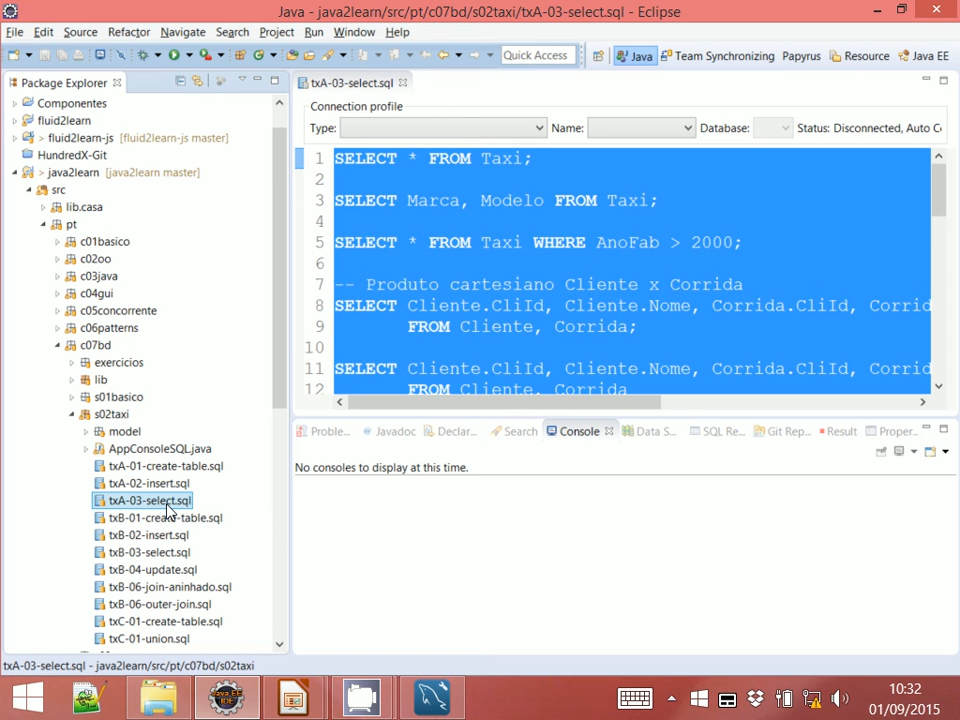 Java - java2learn/src/pt/c07bd/s02taxi/txA-03-select.sql - Eclipse
File Edit Source Refactor Navigate Search Project Run Window Help
Quick Access Java Team Synchronizing Papyrus Resource Java EE
Package Explorer
Componentes
fluid2learn
> fluid2learn-js [fluid2learn-js master]
HundredX-Git
> java2learn [java2learn master]
src
lib.casa
pt
c01basico
c02oo
c03java
c04gui
c05concorrente
c06patterns
c07bd
exercicios
lib
s01basico
s02taxi
model
AppConsoleSQL.java
txA-01-create-table.sql
txA-02-insert.sql
txA-03-select.sql
txB-01-create-table.sql
txB-02-insert.sql
txB-03-select.sql
txB-04-update.sql
txB-06-join-aninhado.sql
txB-06-outer-join.sql
txC-01-create-table.sql
txC-01-union.sql
txA-03-select.sql
Connection profile
Type: Name: Database: Status: Disconnected, Auto C
1 SELECT * FROM Taxi;
2
3 SELECT Marca, Modelo FROM Taxi;
4
5 SELECT * FROM Taxi WHERE AnoFab > 2000;
6
7 -- Produto cartesiano Cliente x Corrida
8 SELECT Cliente.CliId, Cliente.Nome, Corrida.CliId, Corrid
9 FROM Cliente, Corrida;
10
11 SELECT Cliente.CliId, Cliente.Nome, Corrida.CliId, Corrid
12 FROM Cliente, Corrida
Proble... Javadoc Declar... Search Console Data S... SQL Re... Git Rep... Result Proper...
No consoles to display at this time.
txA-03-select.sql - java2learn/src/pt/c07bd/s02taxi
Java EE
IDE
10:32
01/09/2015